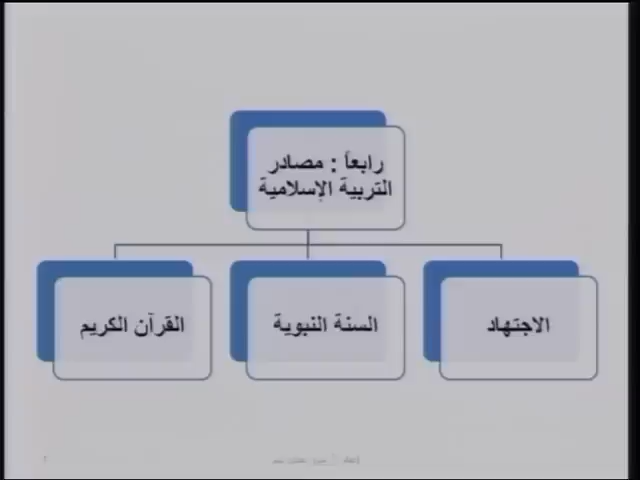 رابعاً : مصادر
التربية الإسلامية
الاجتهاد
السنة النبوية
القرآن الكريم